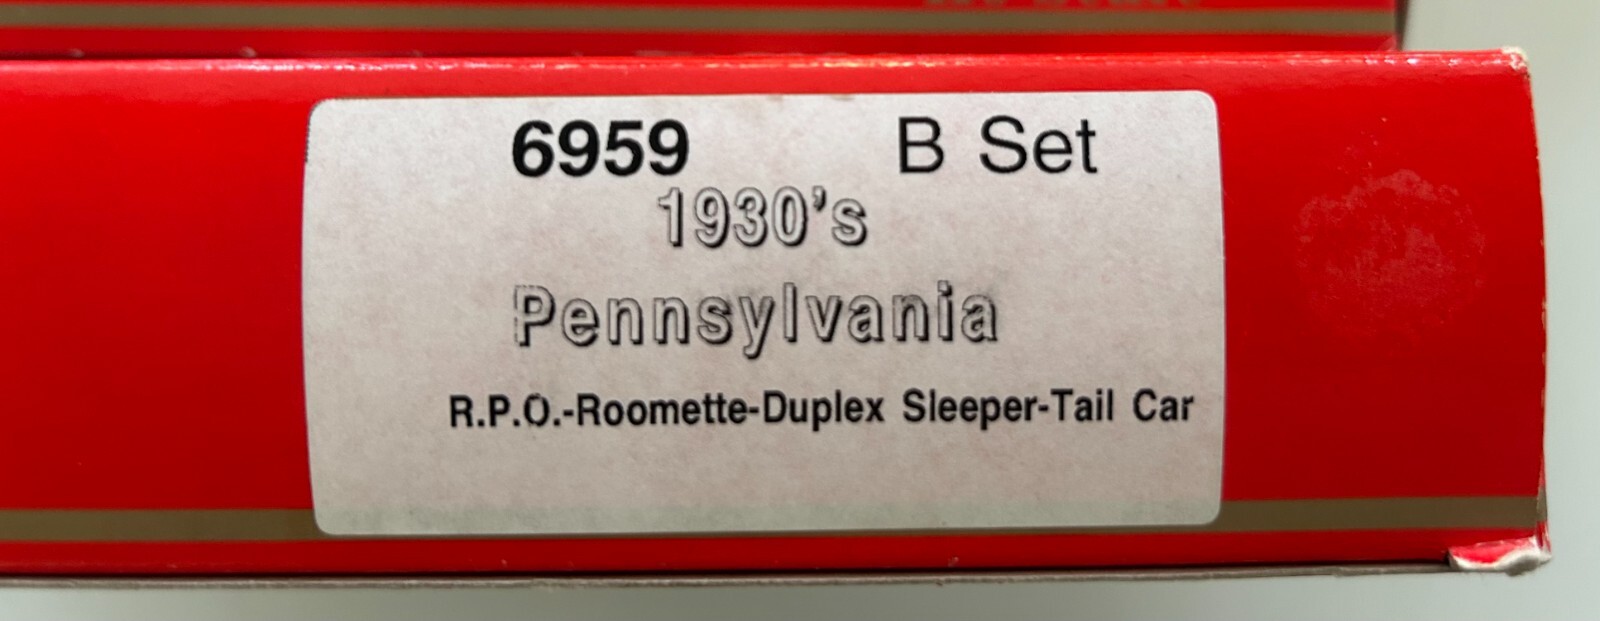 6959 B Set
1930's
Pennsylvania
R.P.O.-Roomette-Duplex Sleeper-Tail Car